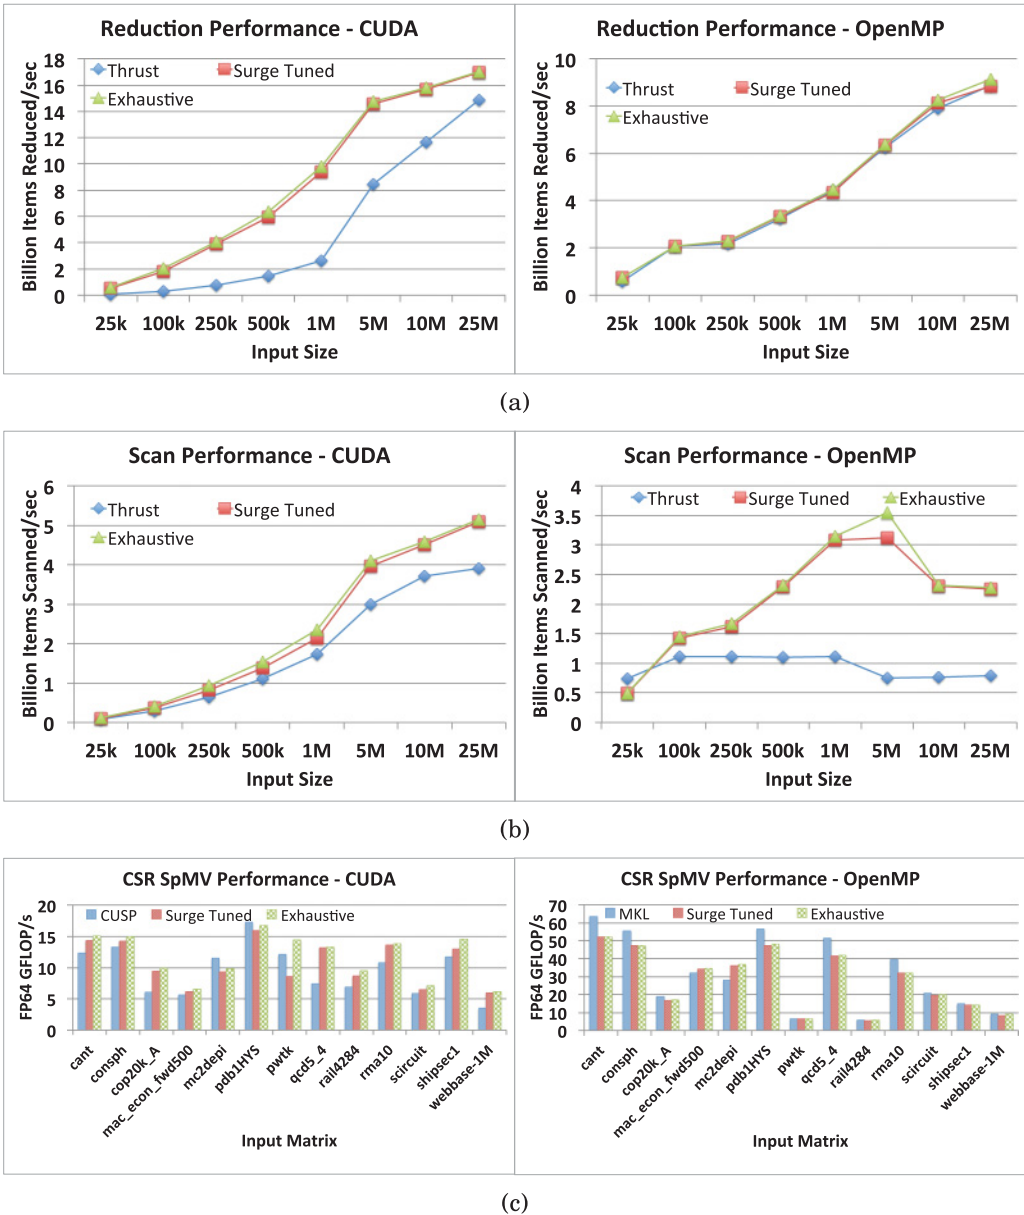 Reduction Performance - CUDA
Billion Items Reduced/sec
18
16
14
12
10
8
6
4
2
0
Thrust Surge Tuned
Exhaustive
25k 100k 250k 500k 1M 5M 10M 25M
Input Size
Reduction Performance - OpenMP
Billion Items Reduced/sec
10
8
6
4
2
0
Thrust Surge Tuned
Exhaustive
25k 100k 250k 500k 1M 5M 10M 25M
Input Size
(a)
Scan Performance - CUDA
Billion Items Scanned/sec
6
5
4
3
2
1
0
Thrust Surge Tuned
Exhaustive
25k 100k 250k 500k 1M 5M 10M 25M
Input Size
Scan Performance - OpenMP
Billion Items Scanned/sec
4
3.5
3
2.5
2
1.5
1
0.5
0
Thrust Surge Tuned Exhaustive
25k 100k 250k 500k 1M 5M 10M 25M
Input Size
(b)
CSR SpMV Performance - CUDA
FP64 GFLOP/s
20
15
10
5
0
CUSP Surge Tuned Exhaustive
cant
consph
cop20k_A
mac_econ_fwd500
mc2depi
pdb1HYS
pwtk
qcd5_4
rail4284
rma10
scircuit
shipsec1
webbase-1M
Input Matrix
CSR SpMV Performance - OpenMP
FP64 GFLOP/s
70
60
50
40
30
20
10
0
MKL Surge Tuned Exhaustive
cant
consph
cop20k_A
mac_econ_fwd500
mc2depi
pdb1HYS
pwtk
qcd5_4
rail4284
rma10
scircuit
shipsec1
webbase-1M
Input Matrix
(c)